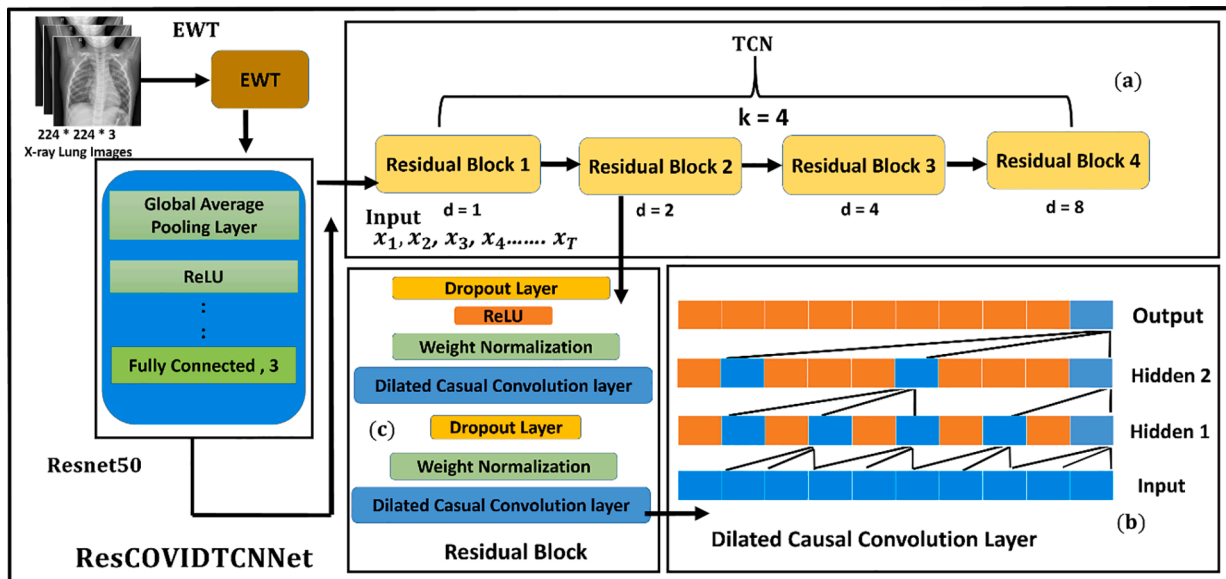 EWT
EWT
224 * 224 * 3
X-ray Lung Images
Global Average
Pooling Layer
ReLU
:
:
Fully Connected , 3
Resnet50
ResCOVIDTCNNet
TCN
(a)
k = 4
Residual Block 1
Residual Block 2
Residual Block 3
Residual Block 4
d = 1
d = 2
d = 4
d = 8
Input
x₁, x₂, x₃, x₄....... x_T
Dropout Layer
ReLU
Weight Normalization
Dilated Casual Convolution layer
(c)
Dropout Layer
Weight Normalization
Dilated Casual Convolution layer
Residual Block
Output
Hidden 2
Hidden 1
Input
(b)
Dilated Causal Convolution Layer